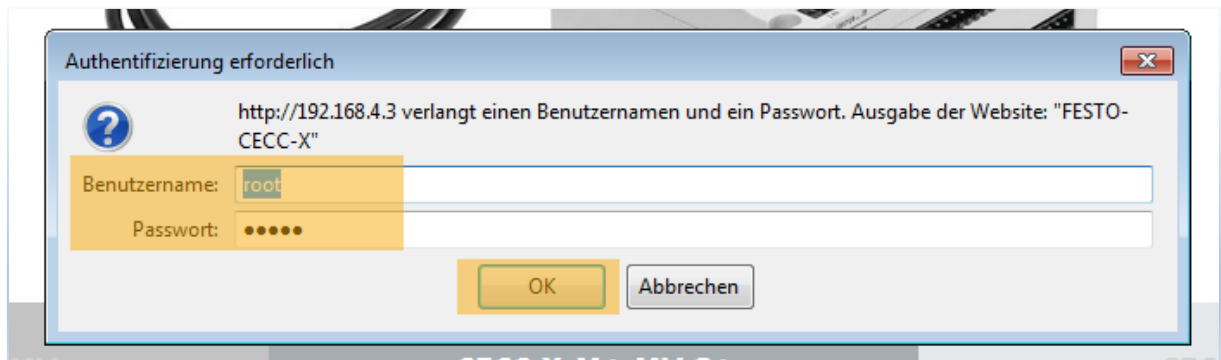 Authentifizierung erforderlich
http://192.168.4.3 verlangt einen Benutzernamen und ein Passwort. Ausgabe der Website: "FESTO-
CECC-X"
Benutzername: root
Passwort: •••••
OK Abbrechen